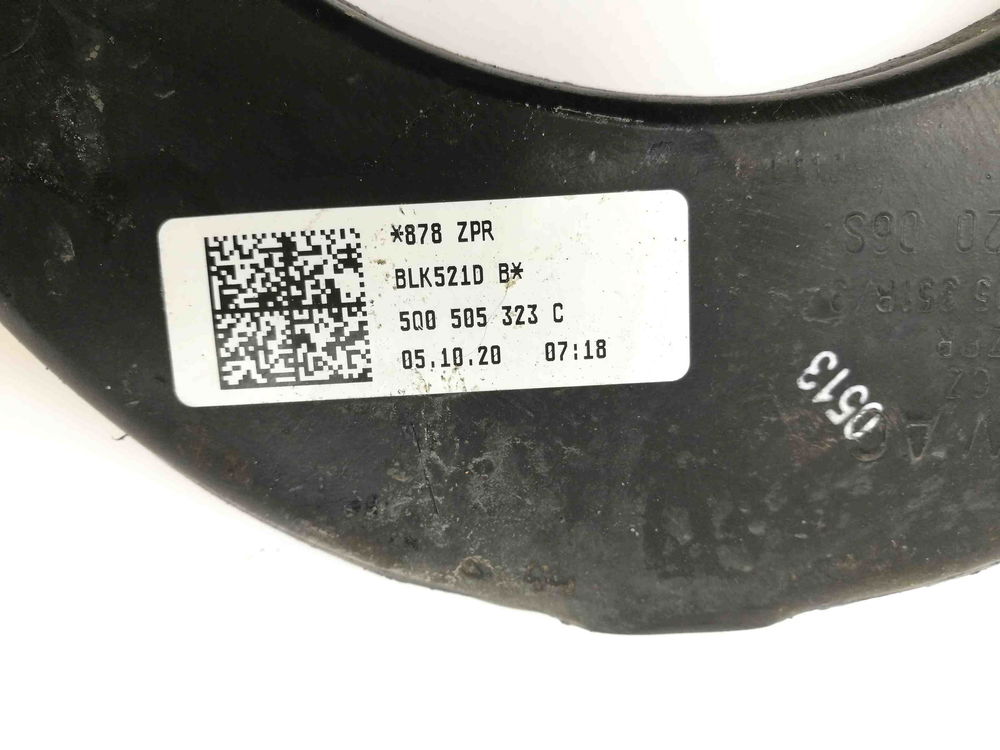 *878 ZPR
BLK521D B*
5Q0 505 323 C
05.10.20 07:18
0513